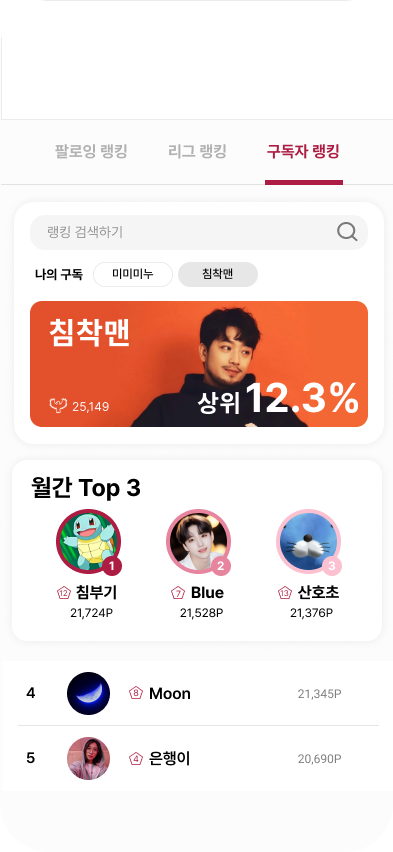 팔로잉 랭킹 리그 랭킹 구독자 랭킹
랭킹 검색하기
나의 구독 미미미누 침착맨
침착맨
25,149 상위 12.3%
월간 Top 3
1 2 3
12 침부기 7 Blue 13 산호초
21,724P 21,528P 21,376P
4 8 Moon 21,345P
5 4 은행이 20,690P